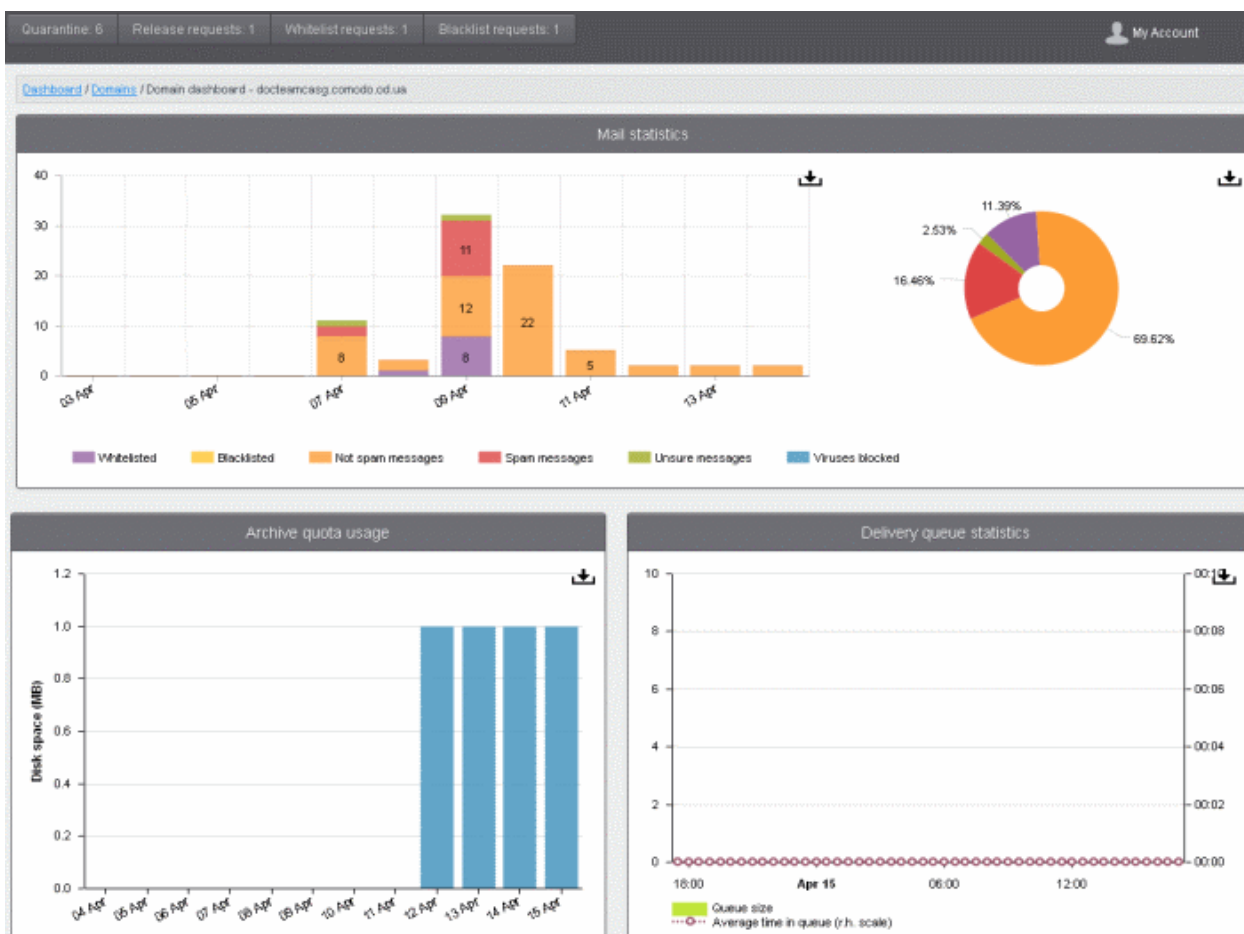 Quarantine: 6 Release requests: 1 Whitelist requests: 1 Blacklist requests: 1 My Account
Dashboard / Domains / Domain dashboard - docteamcasg.comodo.od.ua
Mail statistics
40
30
20
10
0
8
11
12
8
22
5
03 Apr 05 Apr 07 Apr 09 Apr 11 Apr 13 Apr
Whitelisted Blacklisted Not spam messages Spam messages Unsure messages Viruses blocked
11.39%
2.53%
16.46%
69.62%
Archive quota usage
Disk space (MB)
1.2
1.0
0.8
0.6
0.4
0.2
0.0
04 Apr 05 Apr 06 Apr 07 Apr 08 Apr 09 Apr 10 Apr 11 Apr 12 Apr 13 Apr 14 Apr 15 Apr
Delivery queue statistics
10
8 00:08
6 00:06
4 00:04
2 00:02
0 00:00
18:00 Apr 15 06:00 12:00
Queue size
Average time in queue (r.h. scale)